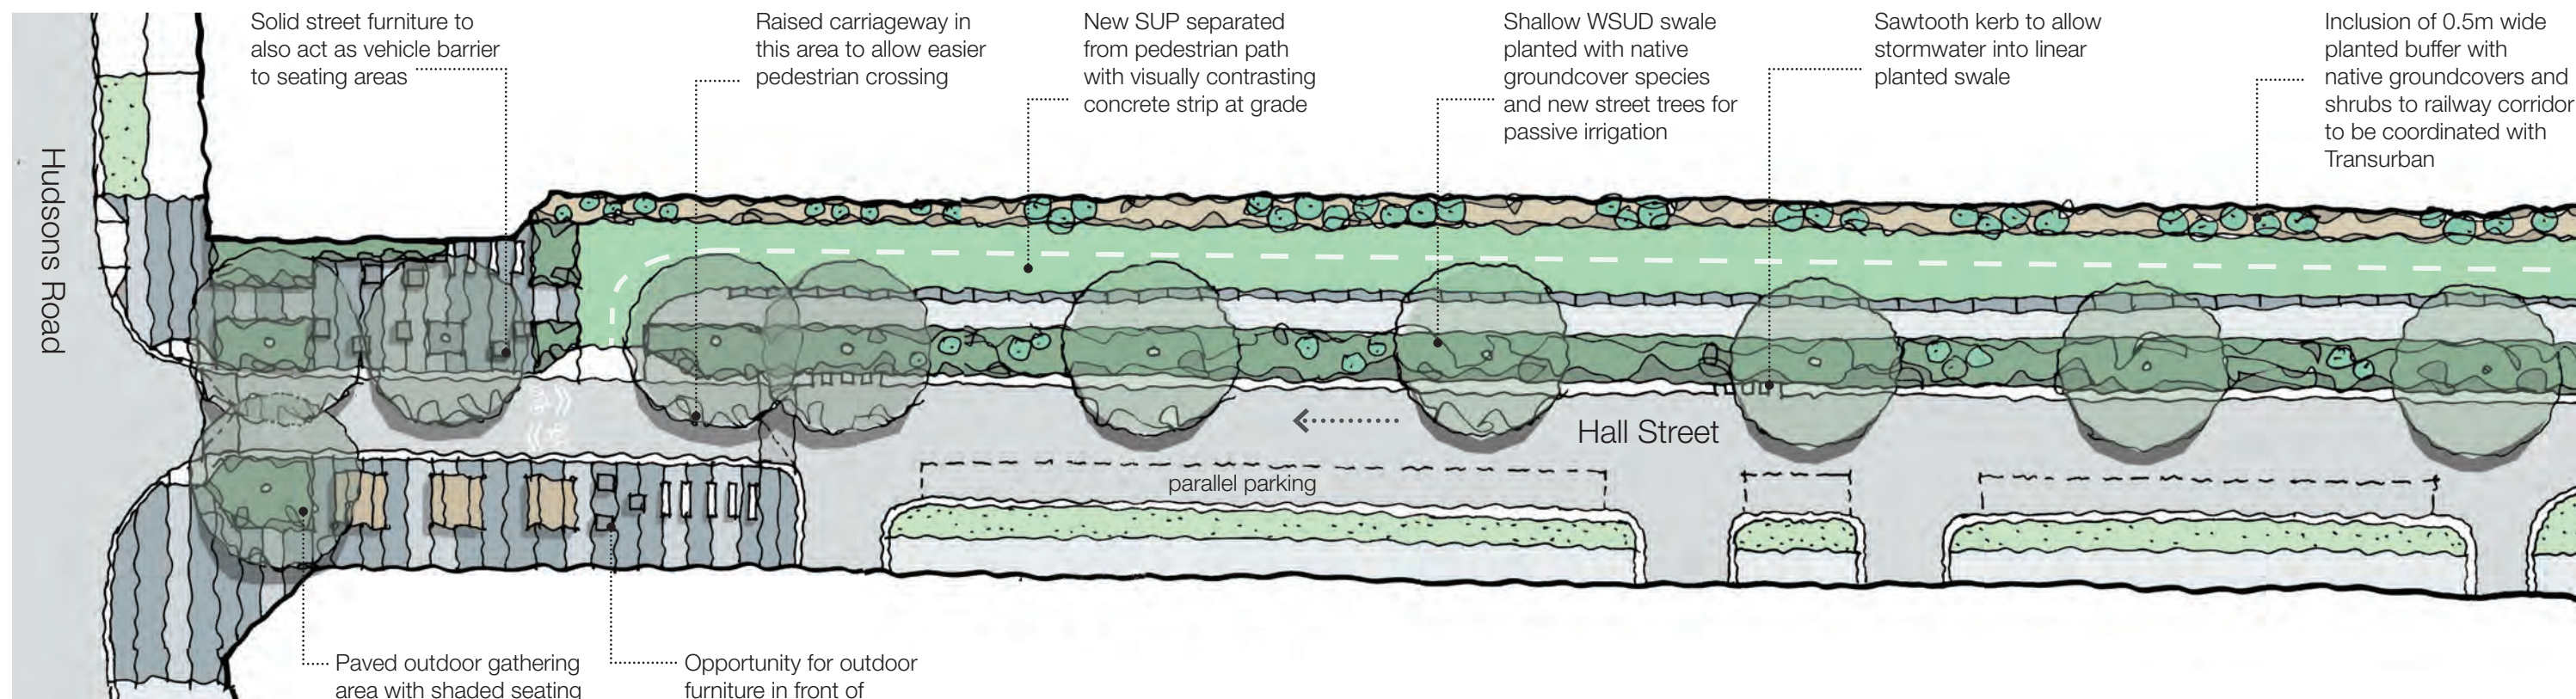 Solid street furniture to
also act as vehicle barrier
to seating areas
Raised carriageway in
this area to allow easier
pedestrian crossing
New SUP separated
from pedestrian path
with visually contrasting
concrete strip at grade
Shallow WSUD swale
planted with native
groundcover species
and new street trees for
passive irrigation
Sawtooth kerb to allow
stormwater into linear
planted swale
Inclusion of 0.5m wide
planted buffer with
native groundcovers and
shrubs to railway corridor
to be coordinated with
Transurban
Hudsons Road
Hall Street
parallel parking
Paved outdoor gathering
area with shaded seating
Opportunity for outdoor
furniture in front of